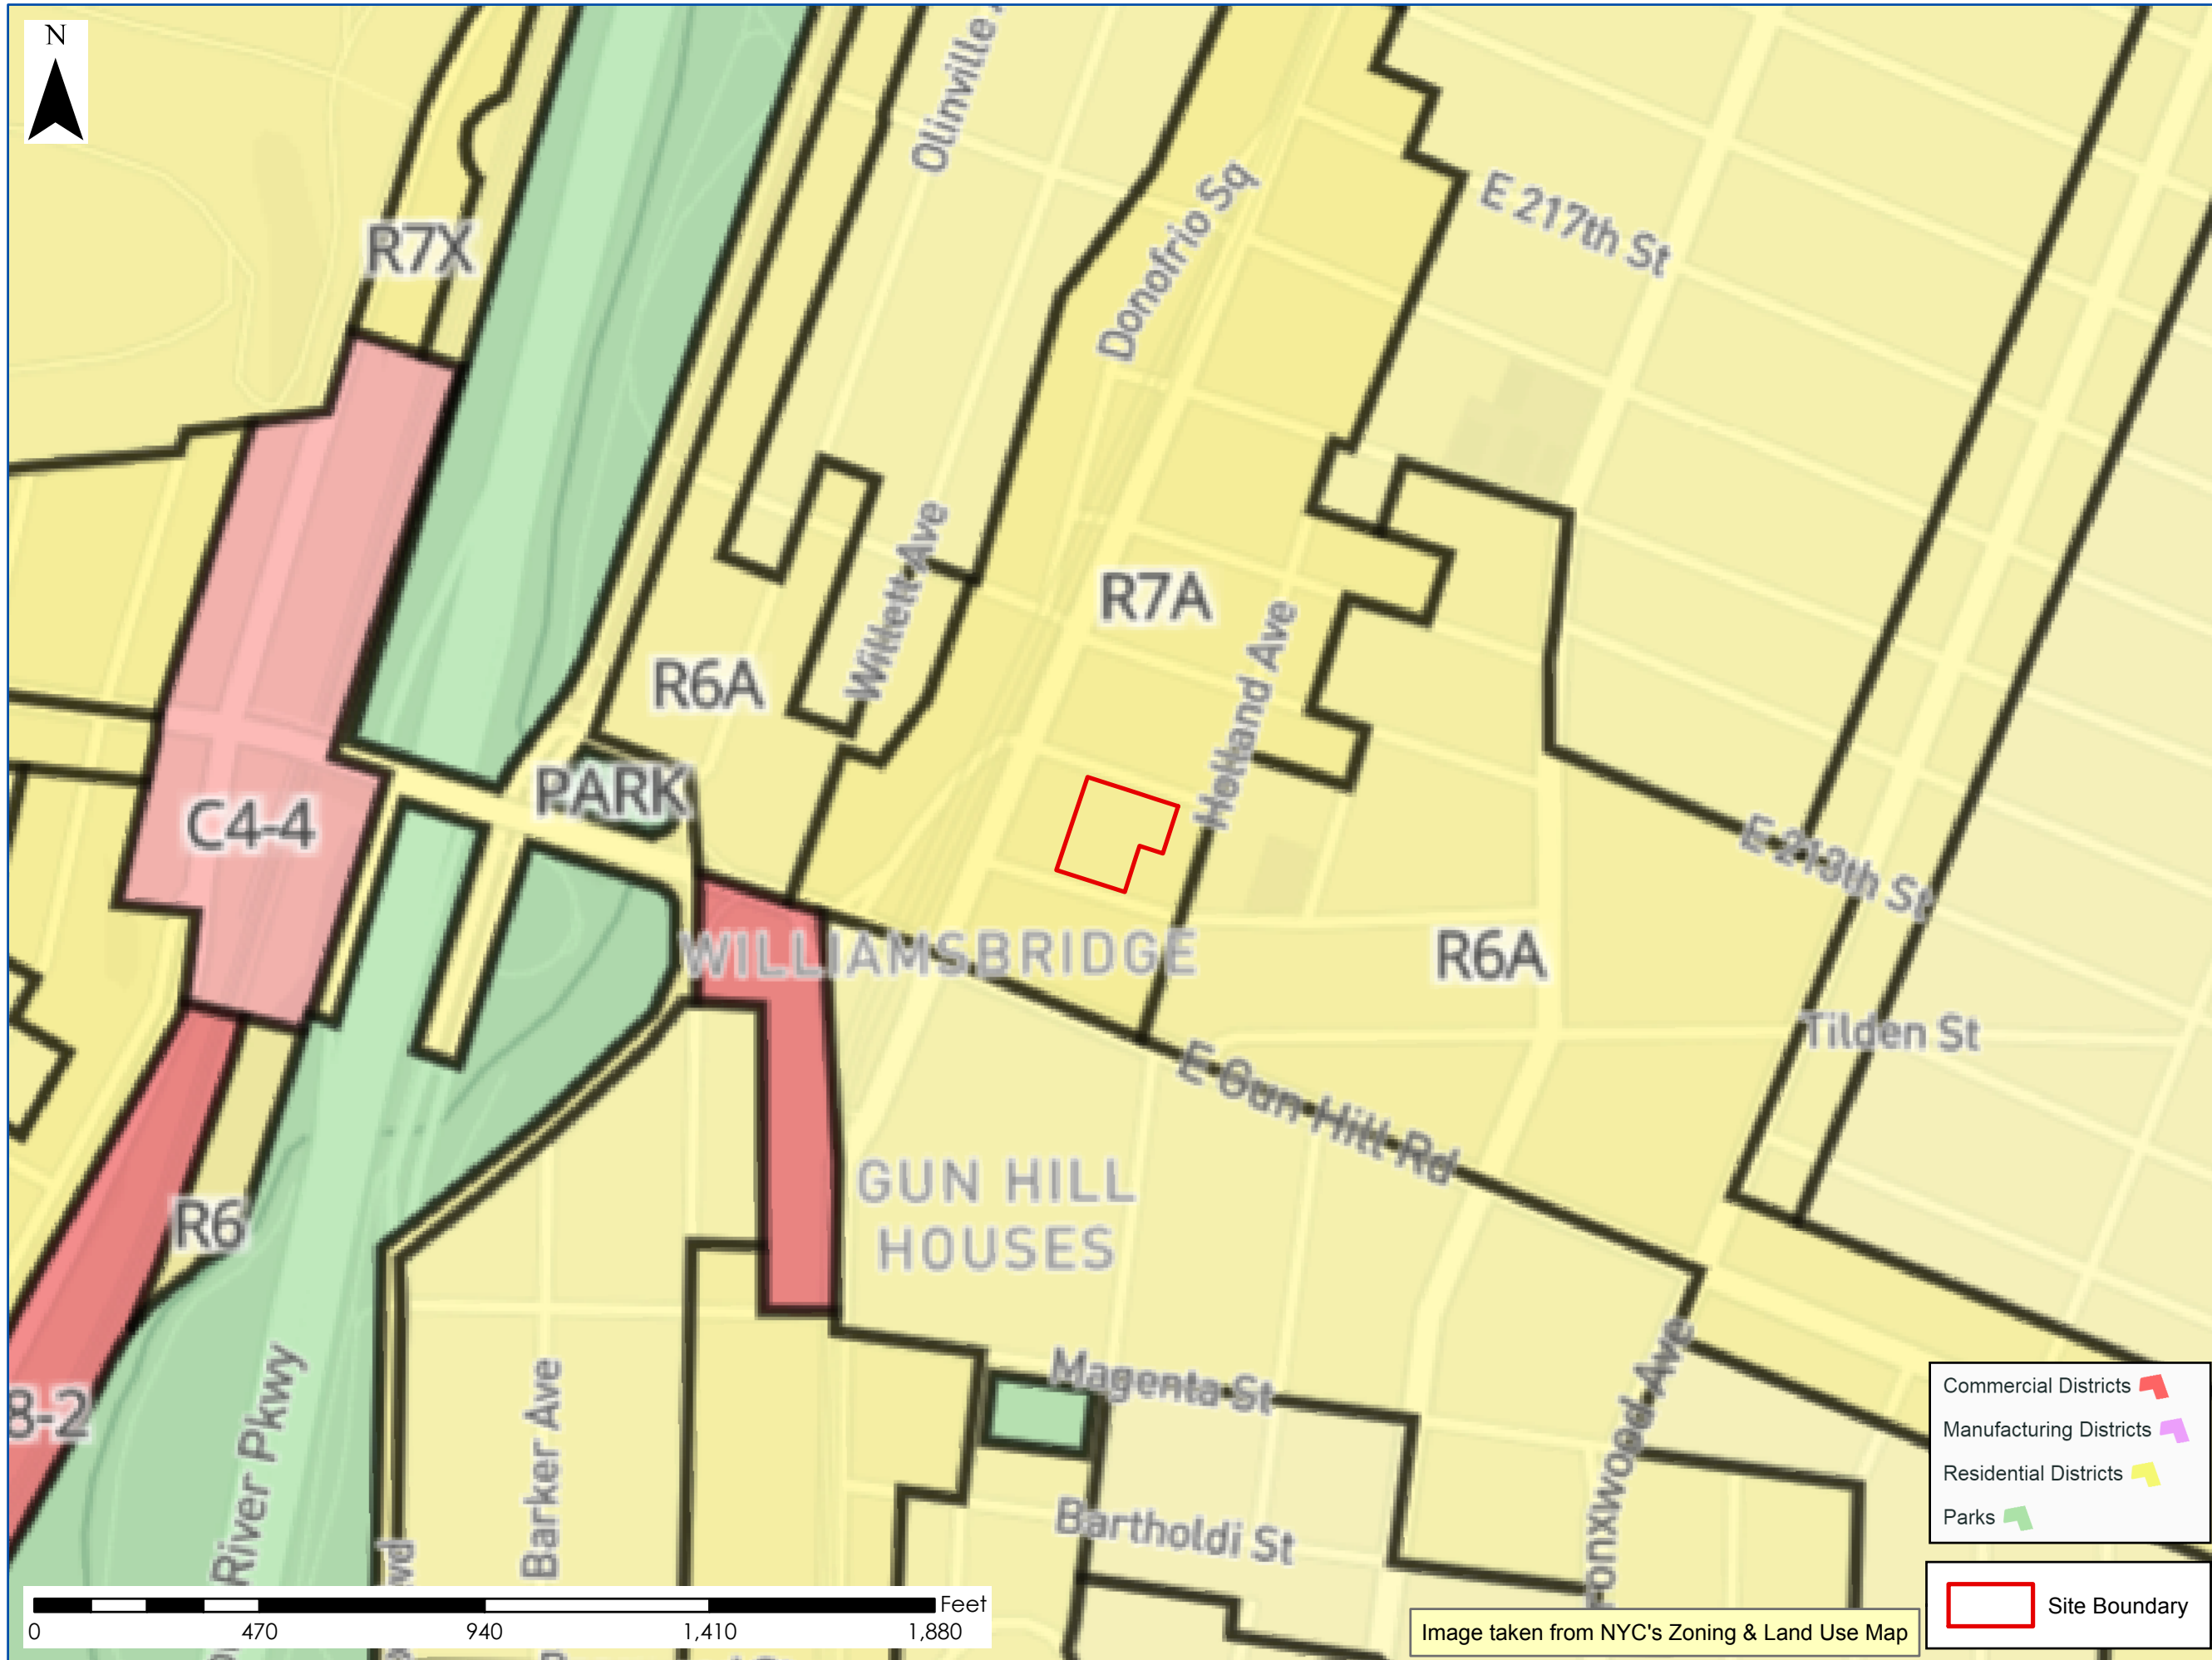 N
Olinville
E 217th St
Donofrio Sq
R7X
Willett Ave
R7A
Holland Ave
R6A
PARK
C4-4
E 213th St
WILLIAMSBRIDGE
R6A
Tilden St
E Gun Hill Rd
GUN HILL
HOUSES
R6
Magenta St
8-2
River Pkwy
Barker Ave
onxwood Ave
Bartholdi St
Commercial Districts
Manufacturing Districts
Residential Districts
Parks
Site Boundary
Image taken from NYC's Zoning & Land Use Map
Feet
0 470 940 1,410 1,880